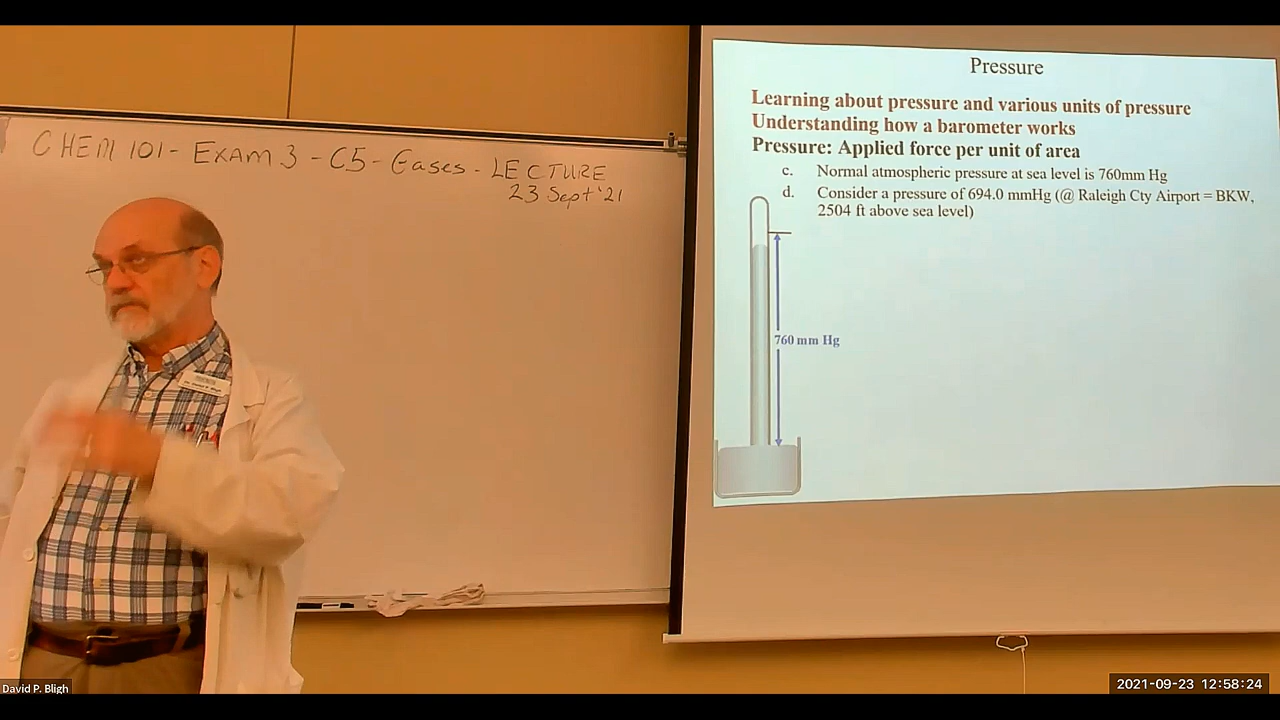 CHEM 101 - EXAM 3 - C5 - Gases - LECTURE
23 Sept '21
Pressure
Learning about pressure and various units of pressure
Understanding how a barometer works
Pressure: Applied force per unit of area
c. Normal atmospheric pressure at sea level is 760mm Hg
d. Consider a pressure of 694.0 mmHg (@ Raleigh Cty Airport = BKW,
2504 ft above sea level)
760 mm Hg
David P. Bligh
2021-09-23 12:58:24